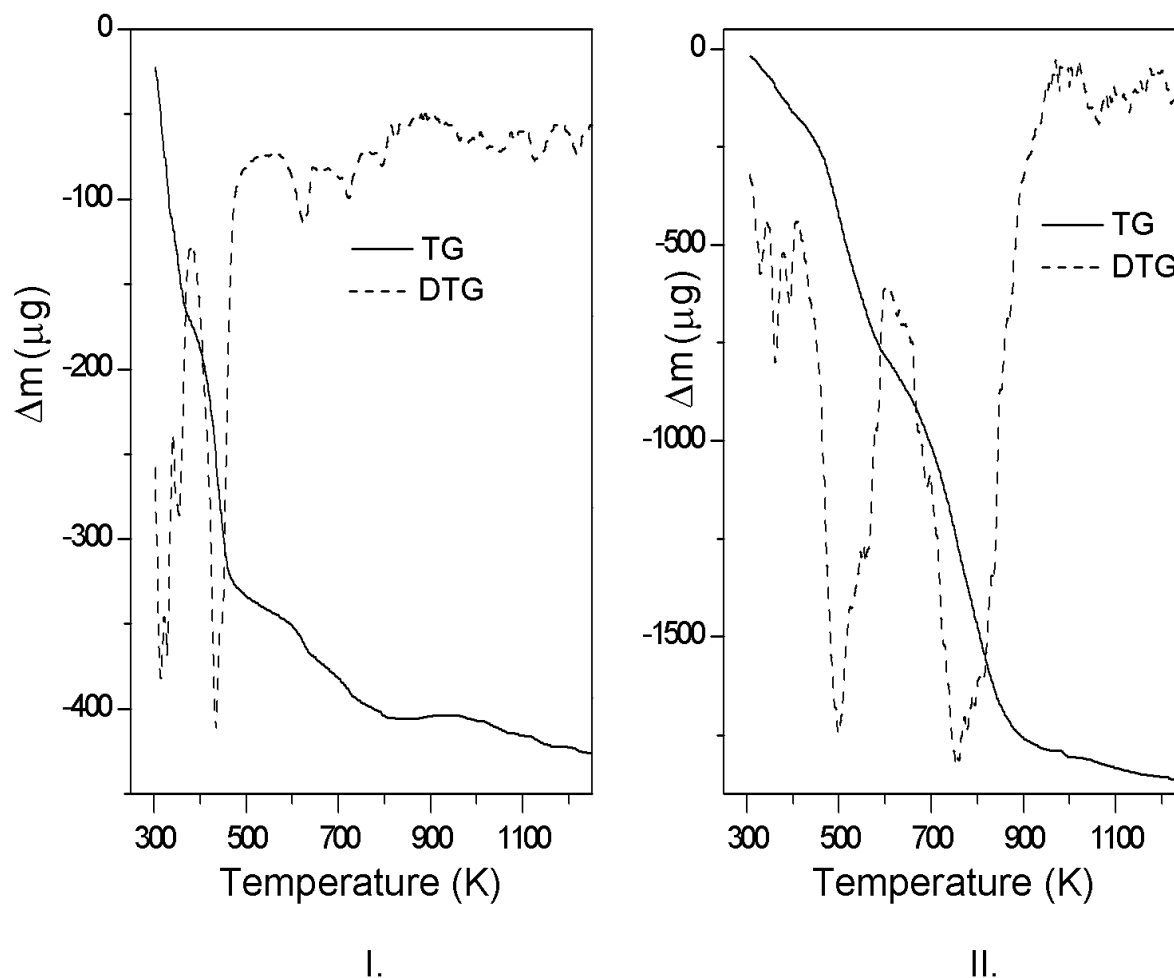 0
-100
-200
-300
-400
Δm (μg)
TG
DTG
300 500 700 900 1100
Temperature (K)
I.
0
-500
-1000
-1500
Δm (μg)
TG
DTG
300 500 700 900 1100
Temperature (K)
II.